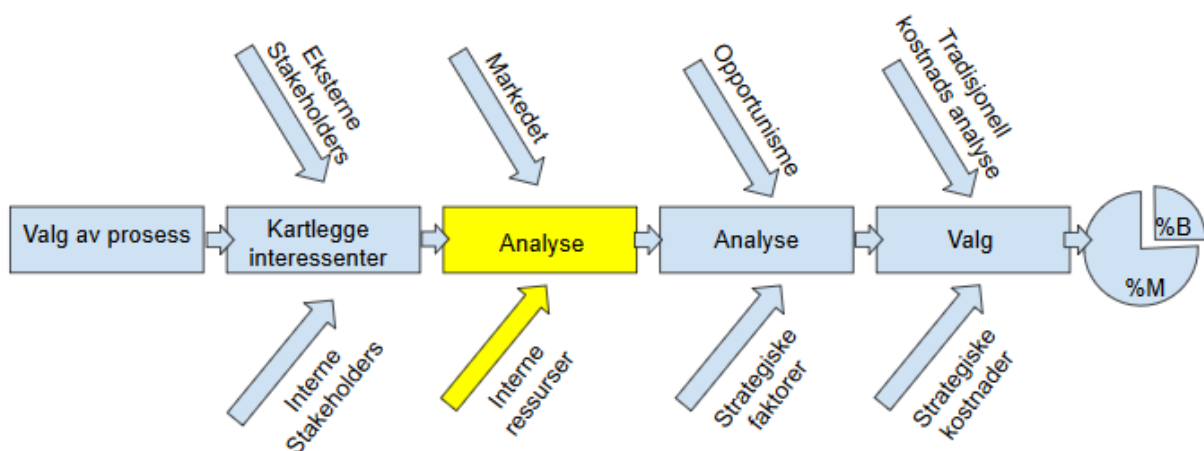 Eksterne
Stakeholders
Markedet
Opportunisme
Tradisjonell
kostnads analyse
Valg av prosess
Kartlegge
interessenter
Analyse
Analyse
Valg
%B
%M
Interne
Stakeholders
Interne
ressurser
Strategiske
faktorer
Strategiske
kostnader